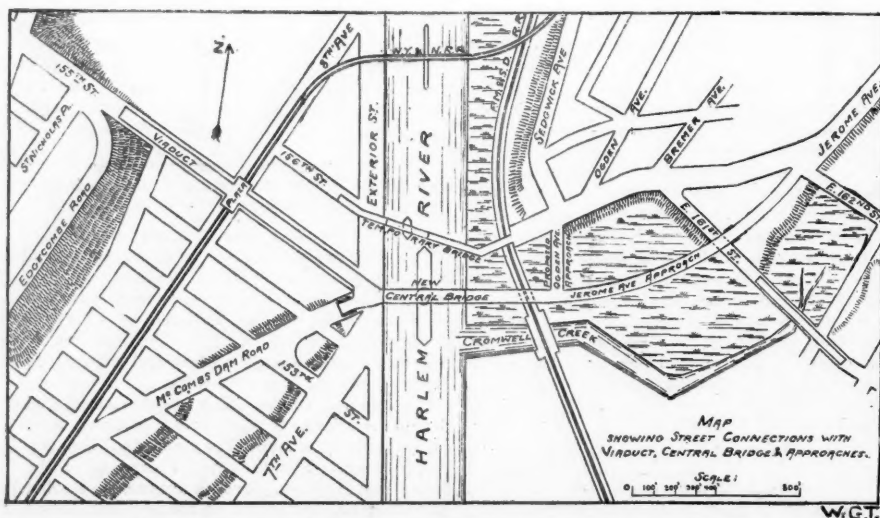 N
155TH ST.
ST NICHOLAS PL.
VIADUCT
EDGECOMBE ROAD
8TH AVE
PLAZA
156TH ST.
EXTERIOR ST.
N.Y. & N.R.R.
HARLEM RIVER
TEMPORARY BRIDGE
NEW
CENTRAL BRIDGE
SEDGWICK AVE
OGDEN AVE.
BREMER AVE.
JEROME AVE.
E. 162ND ST.
E. 161ST ST.
PROPOSED
OGDEN AVE.
APPROACH
JEROME AVE APPROACH
CROMWELL CREEK
MC COMBS DAM ROAD
155TH ST.
7TH AVE.
MAP
SHOWING STREET CONNECTIONS WITH
VIADUCT, CENTRAL BRIDGE & APPROACHES.
SCALE:
0 100' 200' 300' 400' 800'
W.G.T.